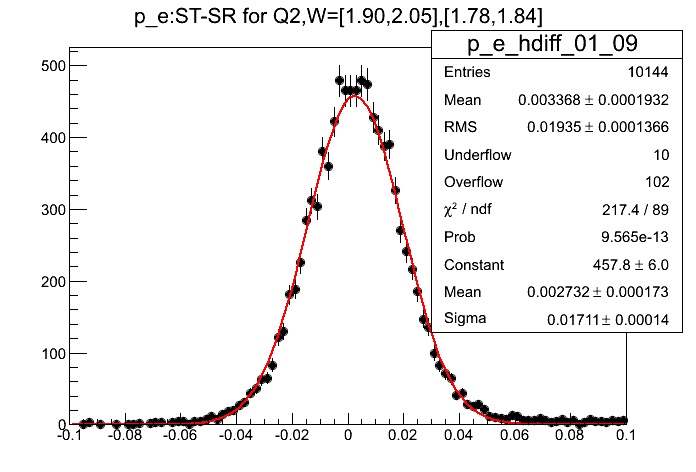 p_e:ST-SR for Q2,W=[1.90,2.05],[1.78,1.84]
p_e_hdiff_01_09
Entries 10144
Mean 0.003368 ± 0.0001932
RMS 0.01935 ± 0.0001366
Underflow 10
Overflow 102
χ² / ndf 217.4 / 89
Prob 9.565e-13
Constant 457.8 ± 6.0
Mean 0.002732 ± 0.000173
Sigma 0.01711 ± 0.00014
500
400
300
200
100
0
-0.1 -0.08 -0.06 -0.04 -0.02 0 0.02 0.04 0.06 0.08 0.1